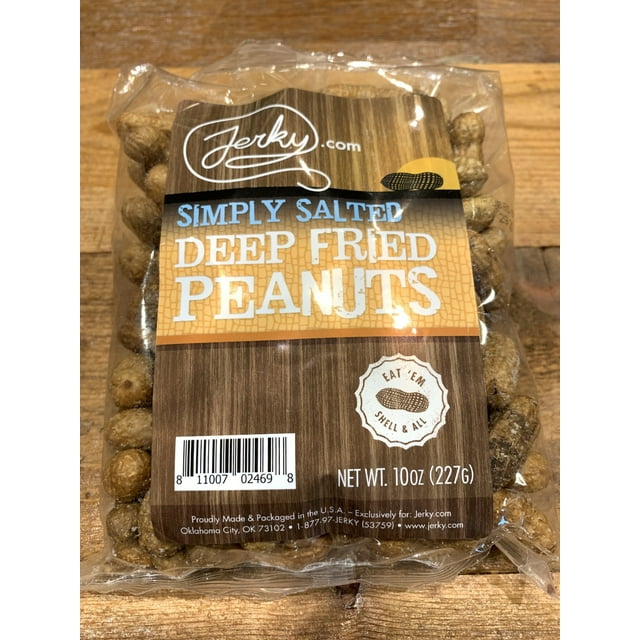 Jerky.com
SIMPLY SALTED
DEEP FRIED
PEANUTS
EAT 'EM
SHELL & ALL
8 11007 02469 8
NET WT. 10OZ (227G)
Proudly Made & Packaged in the U.S.A. – Exclusively for: Jerky.com
Oklahoma City, OK 73102 • 1-877-97-JERKY (53759) • www.jerky.com